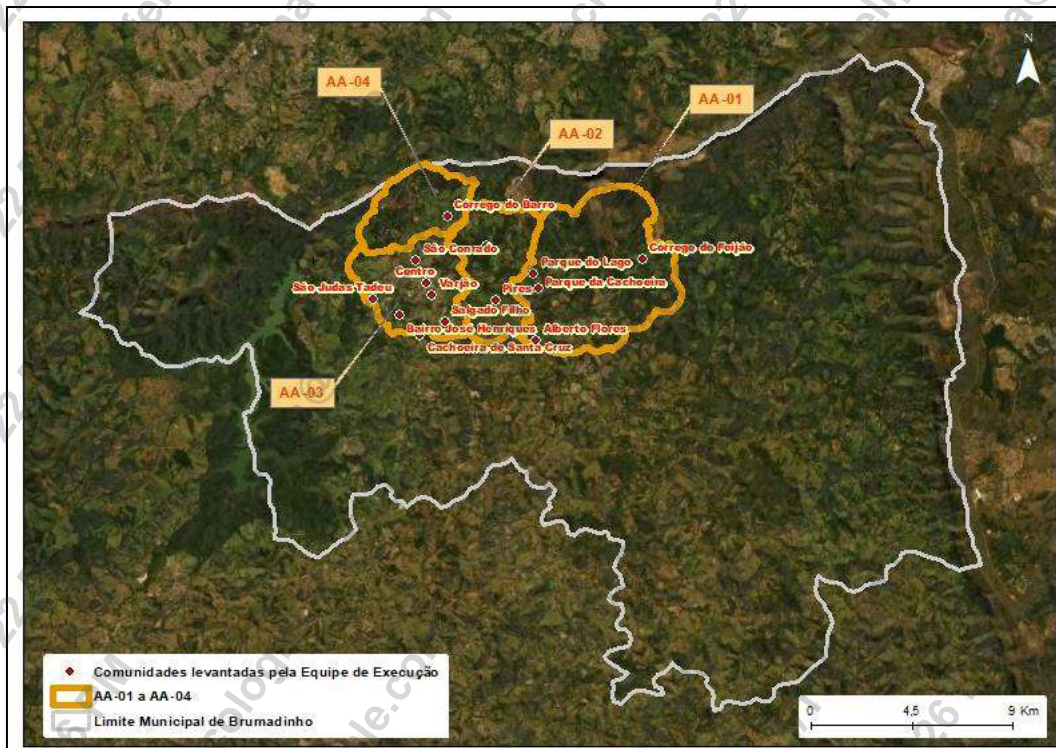 N
AA-04
AA-01
AA-02
Corrego do Barro
São Conrado
Corrego do Feijão
Parque do Lago
Centro
Parque da Cachoeira
São Judas Tadeu
Varjão
Pires
Salgado Filho
Bairro José Henriques
Alberto Flores
Cachoeira de Santa Cruz
AA-03
Comunidades levantadas pela Equipe de Execução
AA-01 a AA-04
Limite Municipal de Brumadinho
0 4,5 9 Km